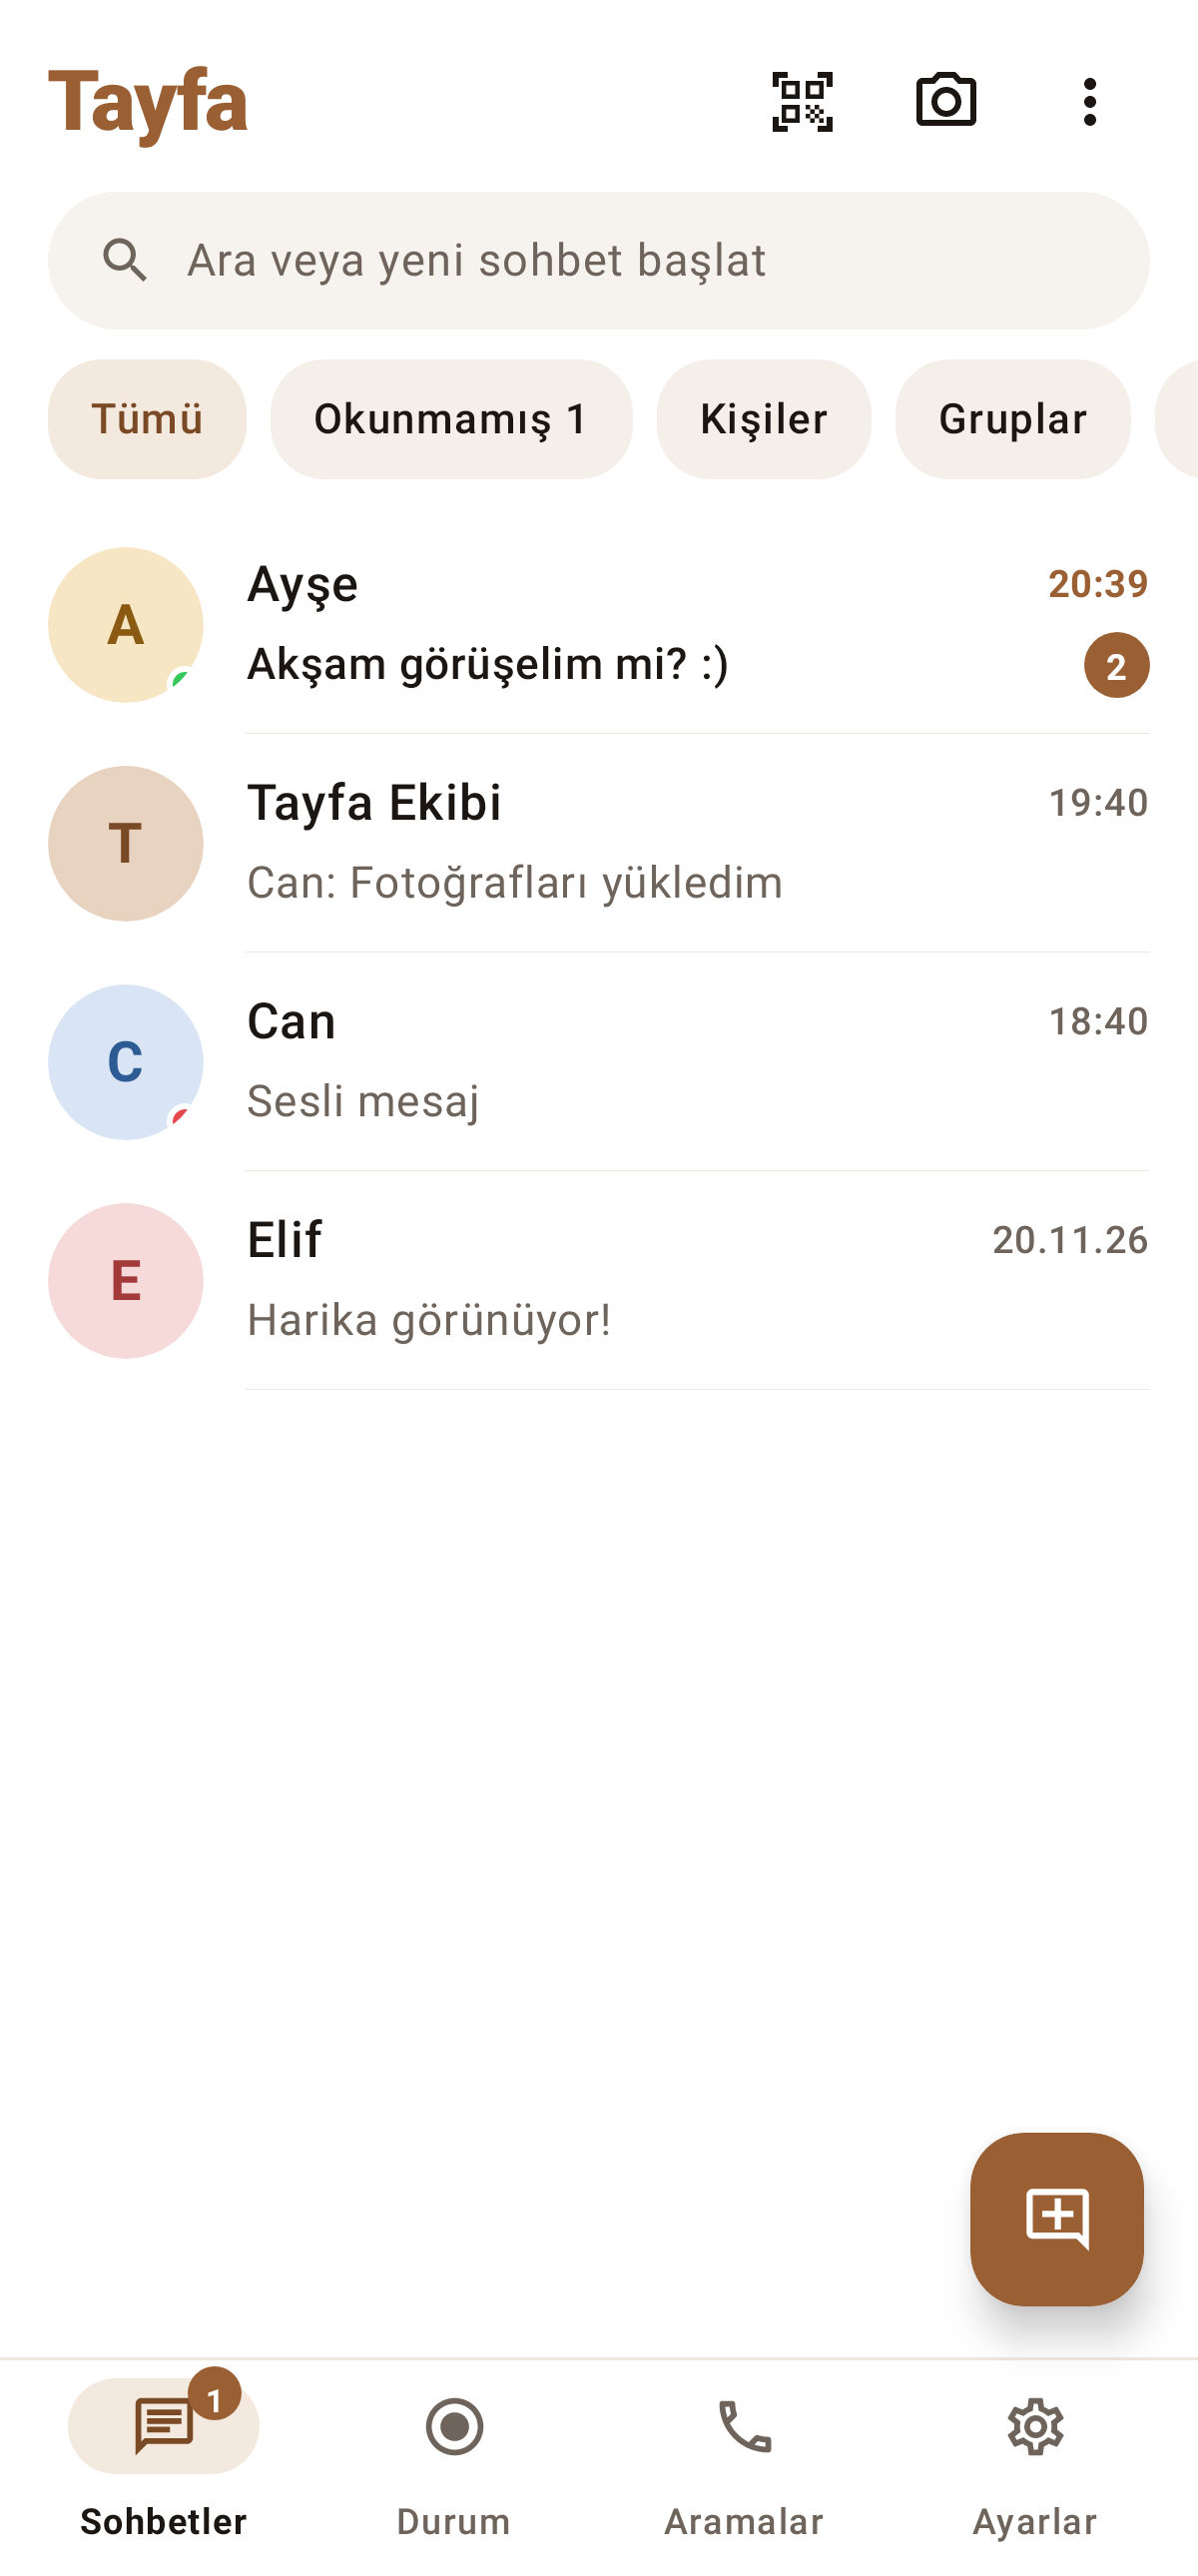 Tayfa
Ara veya yeni sohbet başlat
Tümü
Okunmamış 1
Kişiler
Gruplar
A
Ayşe
20:39
Akşam görüşelim mi? :)
2
T
Tayfa Ekibi
19:40
Can: Fotoğrafları yükledim
C
Can
18:40
Sesli mesaj
E
Elif
20.11.26
Harika görünüyor!
1
Sohbetler
Durum
Aramalar
Ayarlar